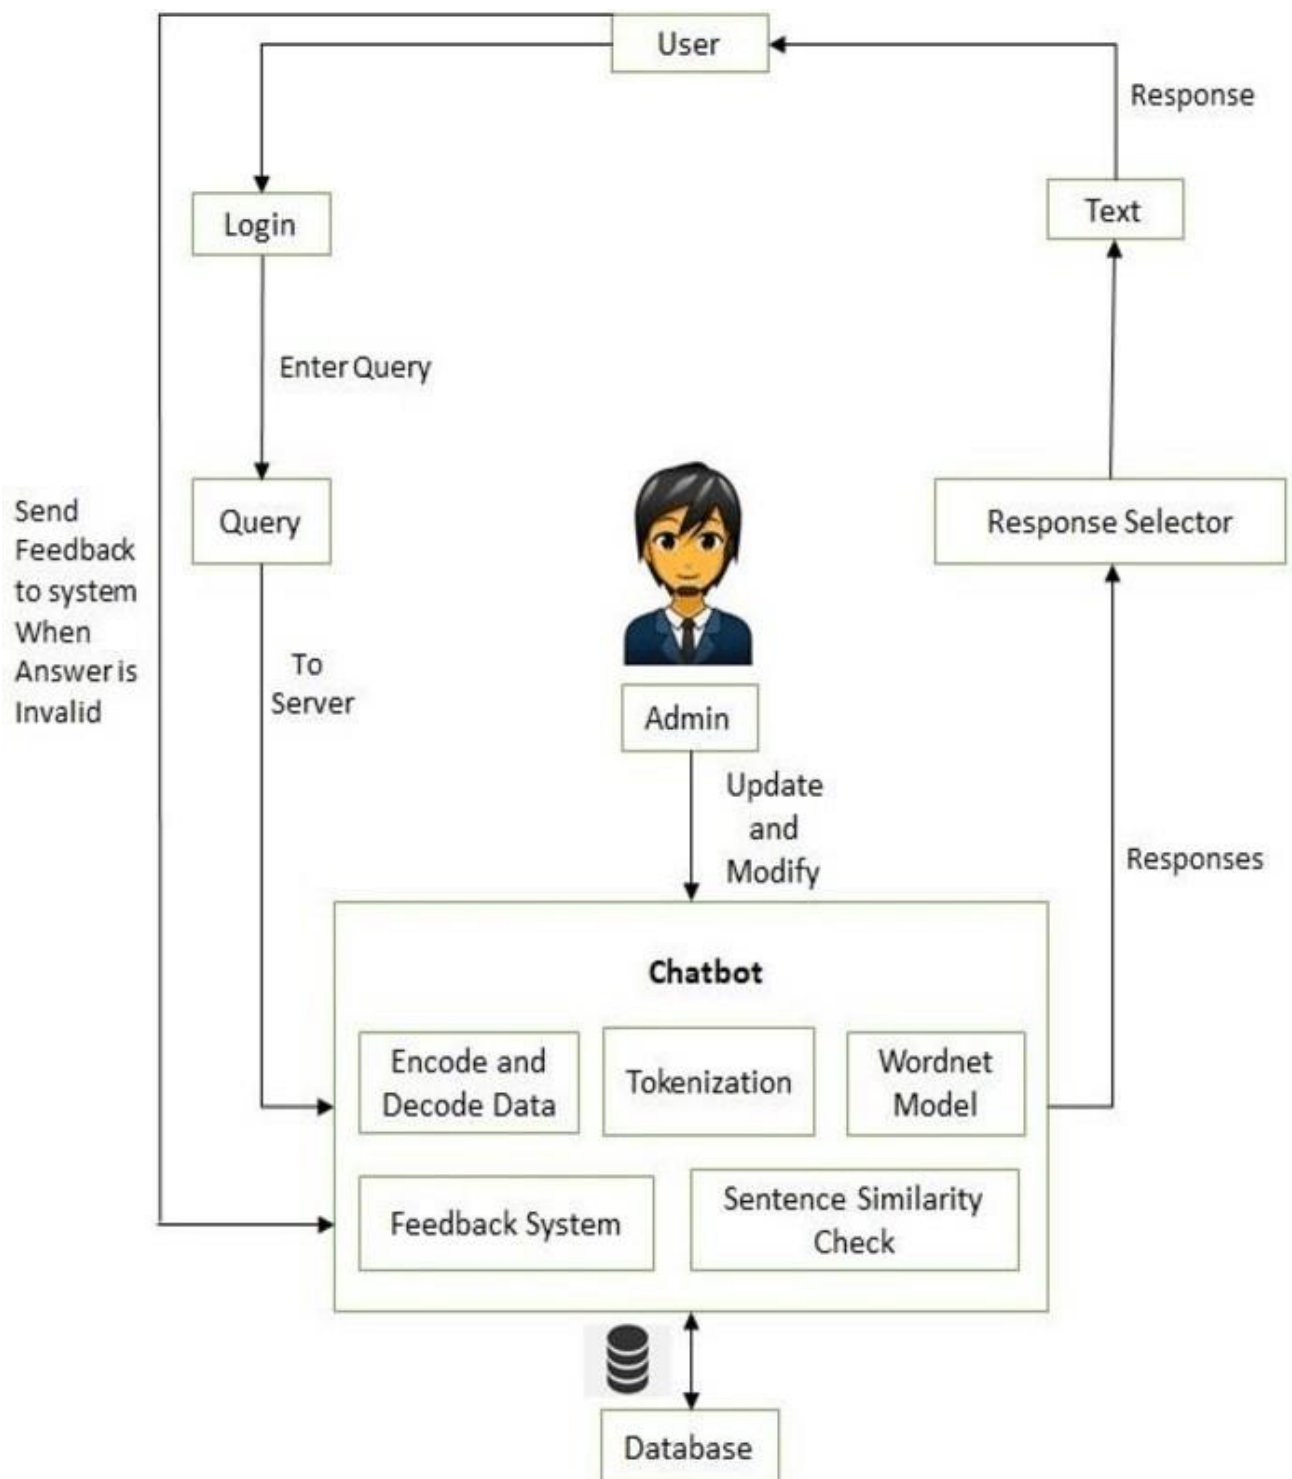 User
Response
Login
Text
Enter Query
Query
Response Selector
Send
Feedback
to system
When
Answer is
Invalid
To
Server
Admin
Update
and
Modify
Responses
Chatbot
Encode and
Decode Data
Tokenization
Wordnet
Model
Feedback System
Sentence Similarity
Check
Database